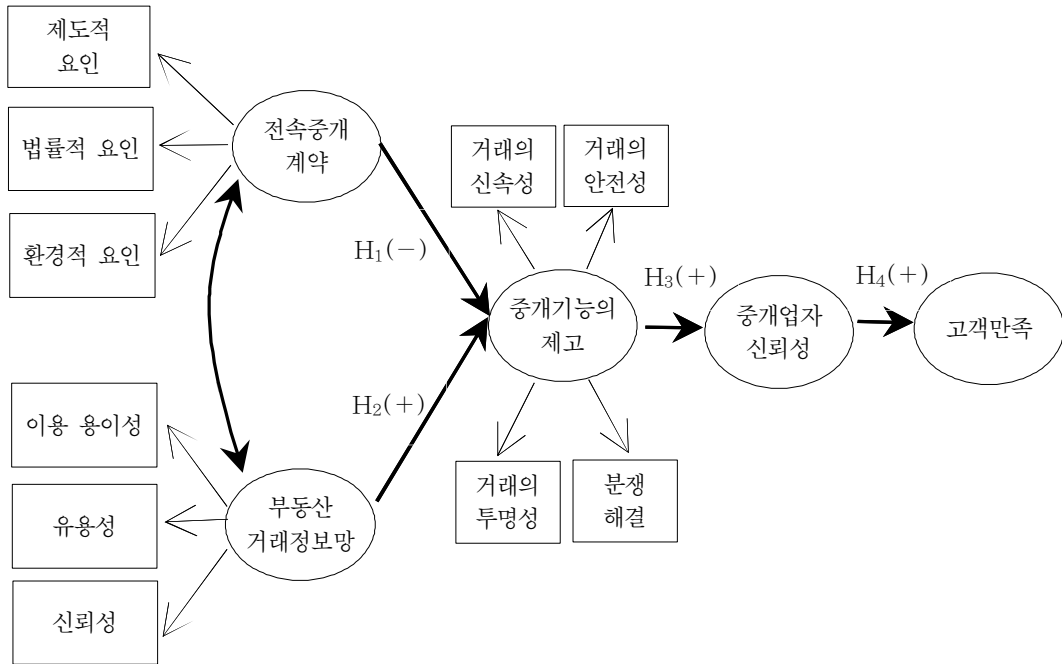 제도적
요인
법률적 요인
환경적 요인
전속중개
계약
거래의
신속성
거래의
안전성
H₁(−)
중개기능의
제고
H₃(+)
중개업자
신뢰성
H₄(+)
고객만족
H₂(+)
이용 용이성
유용성
신뢰성
부동산
거래정보망
거래의
투명성
분쟁
해결